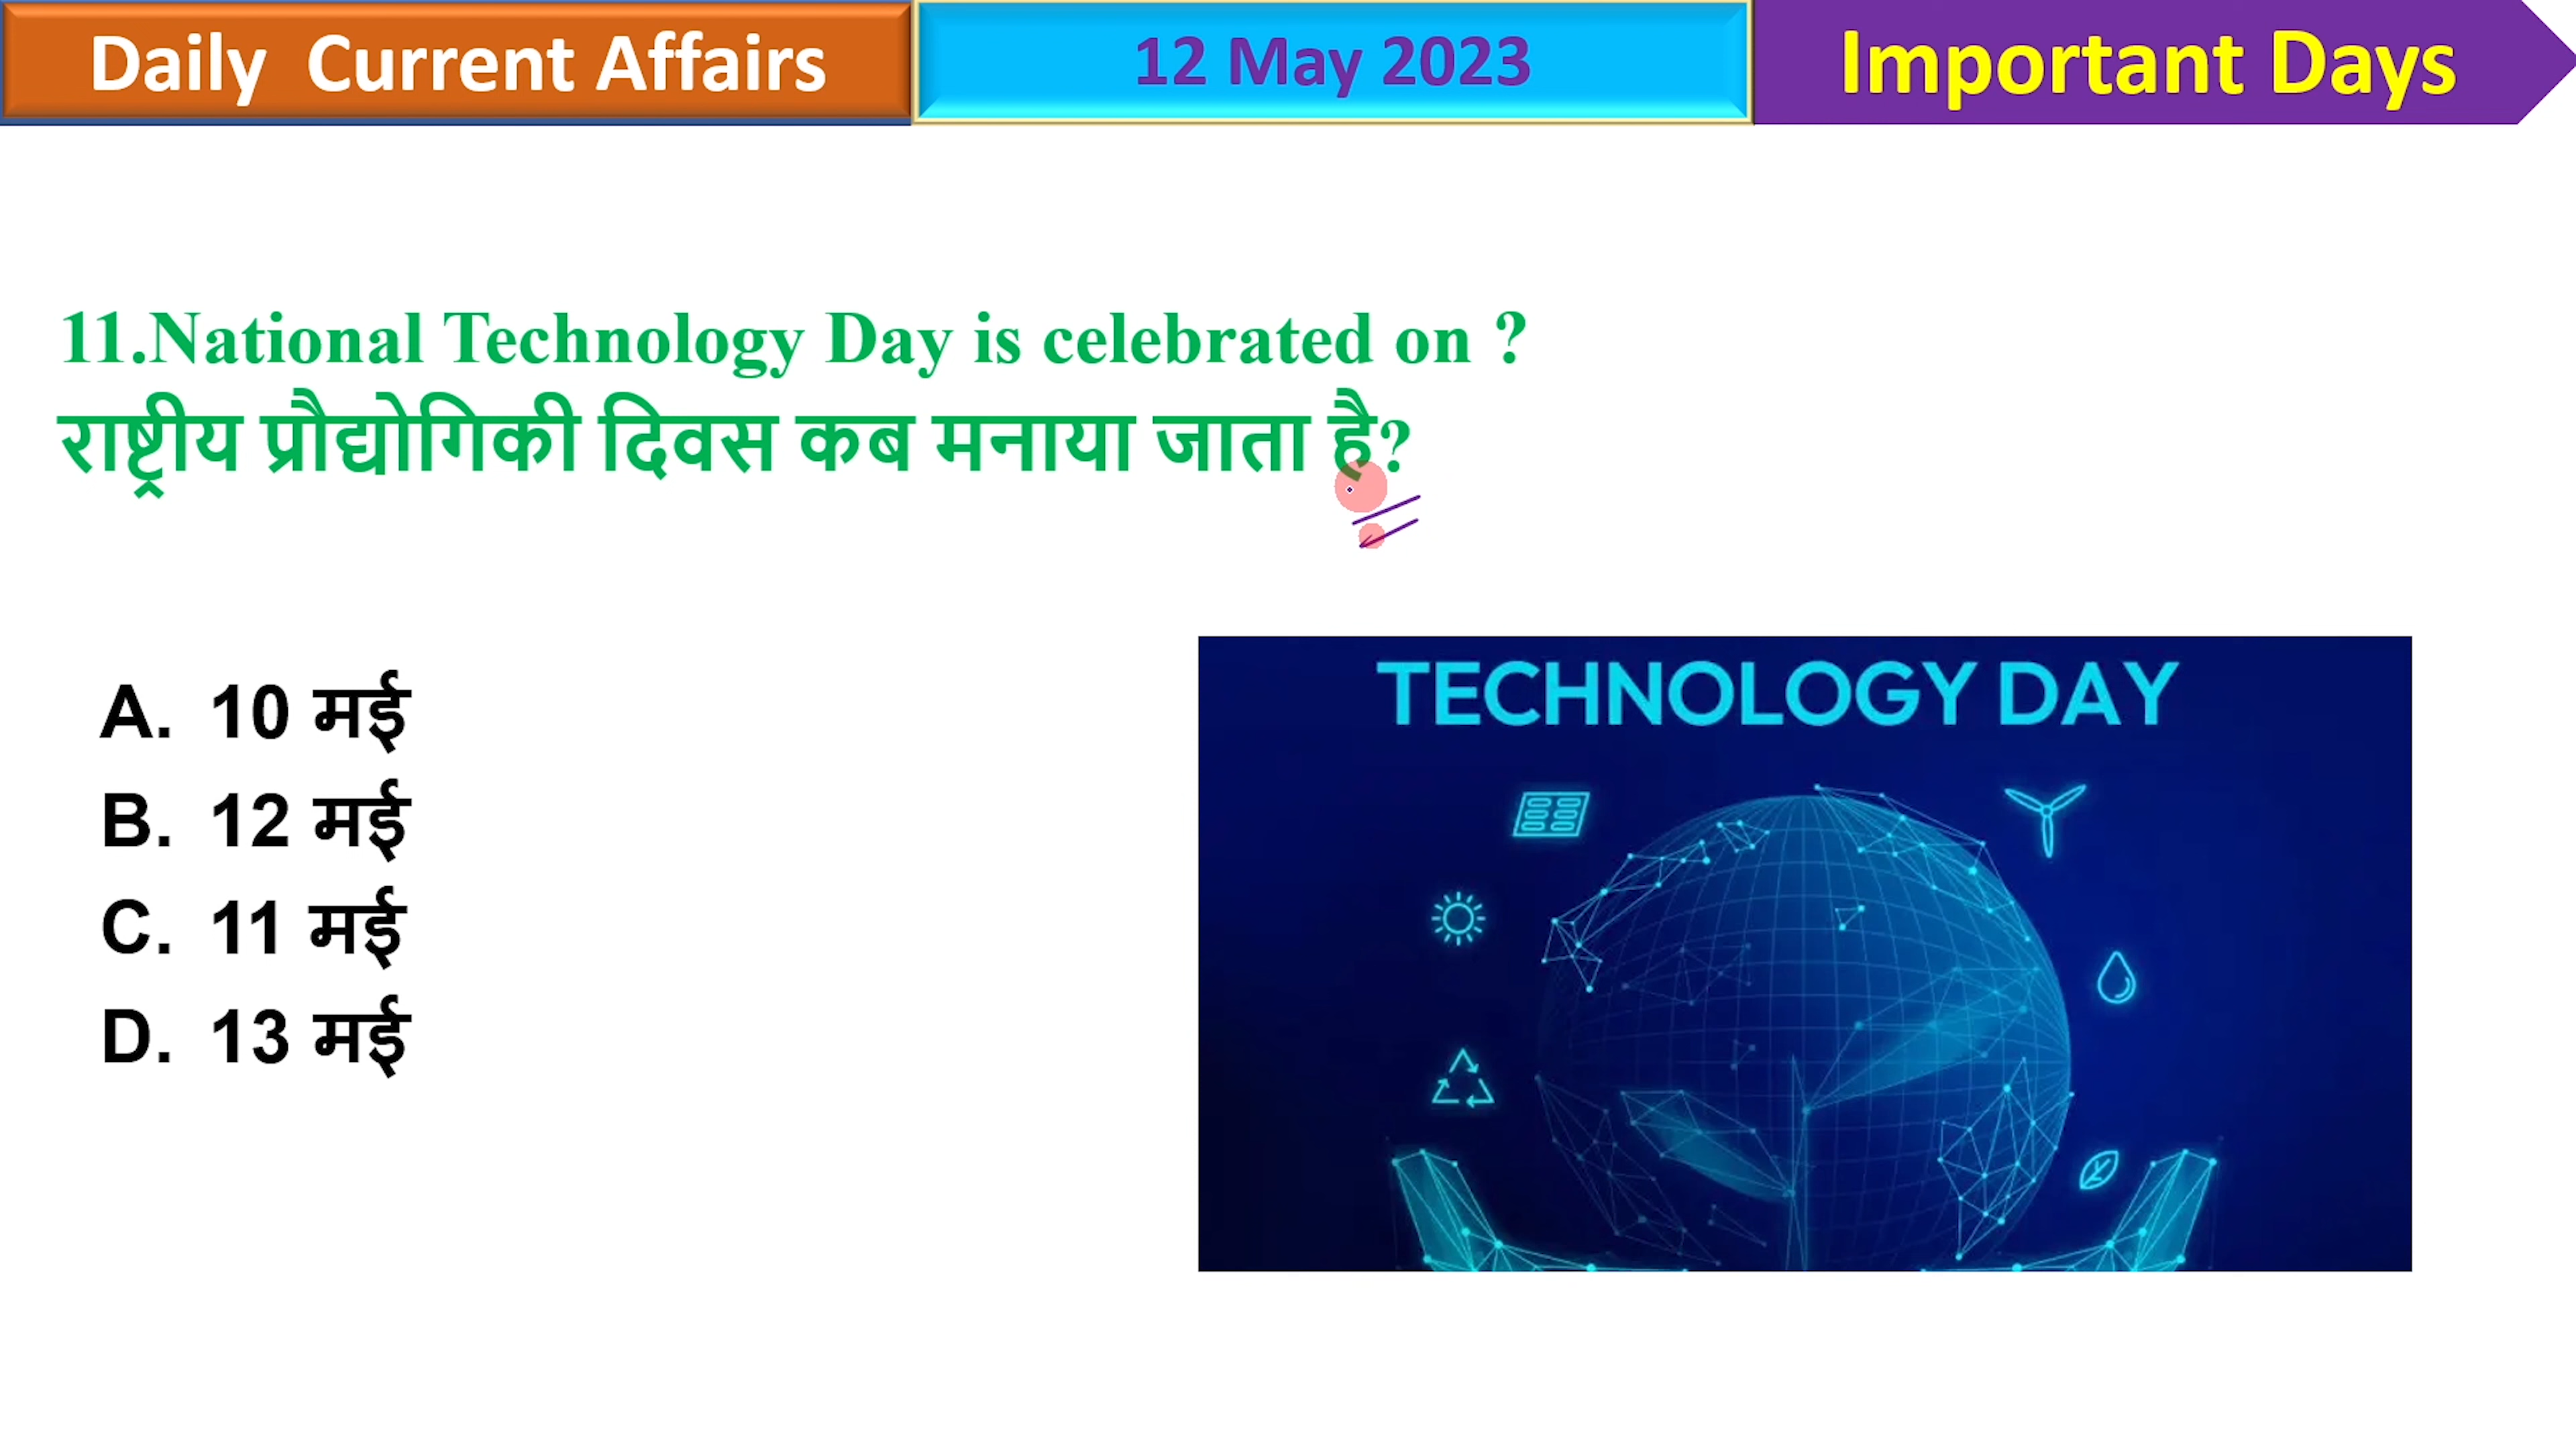 Daily Current Affairs
12 May 2023
Important Days
11.National Technology Day is celebrated on ?
राष्ट्रीय प्रौद्योगिकी दिवस कब मनाया जाता है?
A. 10 मई
B. 12 मई
C. 11 मई
D. 13 मई
TECHNOLOGY DAY